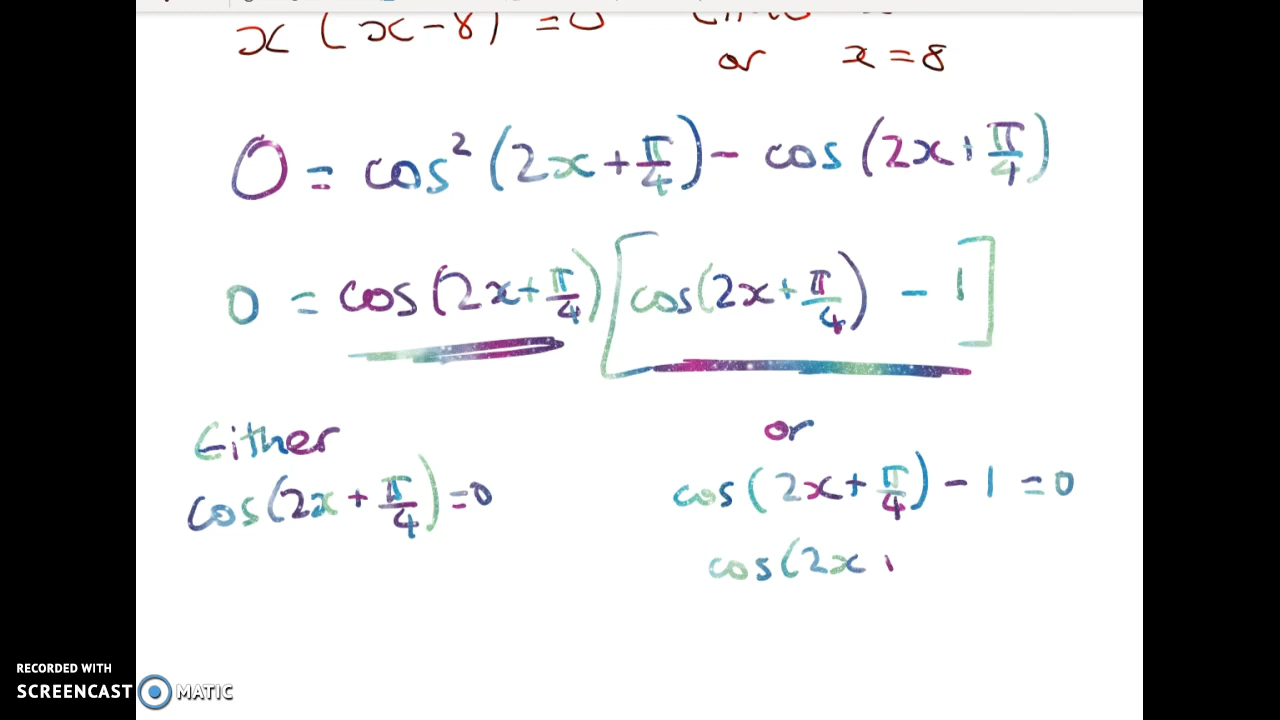 x (x-8) =0
or x=8
0 = cos² (2x+π/4) - cos (2x+π/4)
0 = cos(2x+π/4) [cos(2x+π/4) - 1]
Either or
cos(2x+π/4)=0 cos(2x+π/4) - 1 =0
cos(2x
RECORDED WITH
SCREENCAST MATIC